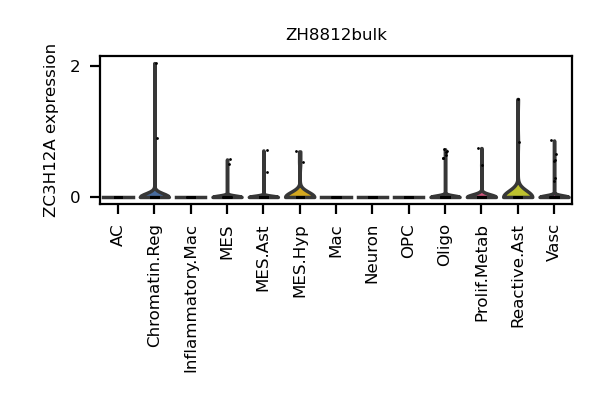 ZH8812bulk
ZC3H12A expression
2
0
AC
Chromatin.Reg
Inflammatory.Mac
MES
MES.Ast
MES.Hyp
Mac
Neuron
OPC
Oligo
Prolif.Metab
Reactive.Ast
Vasc